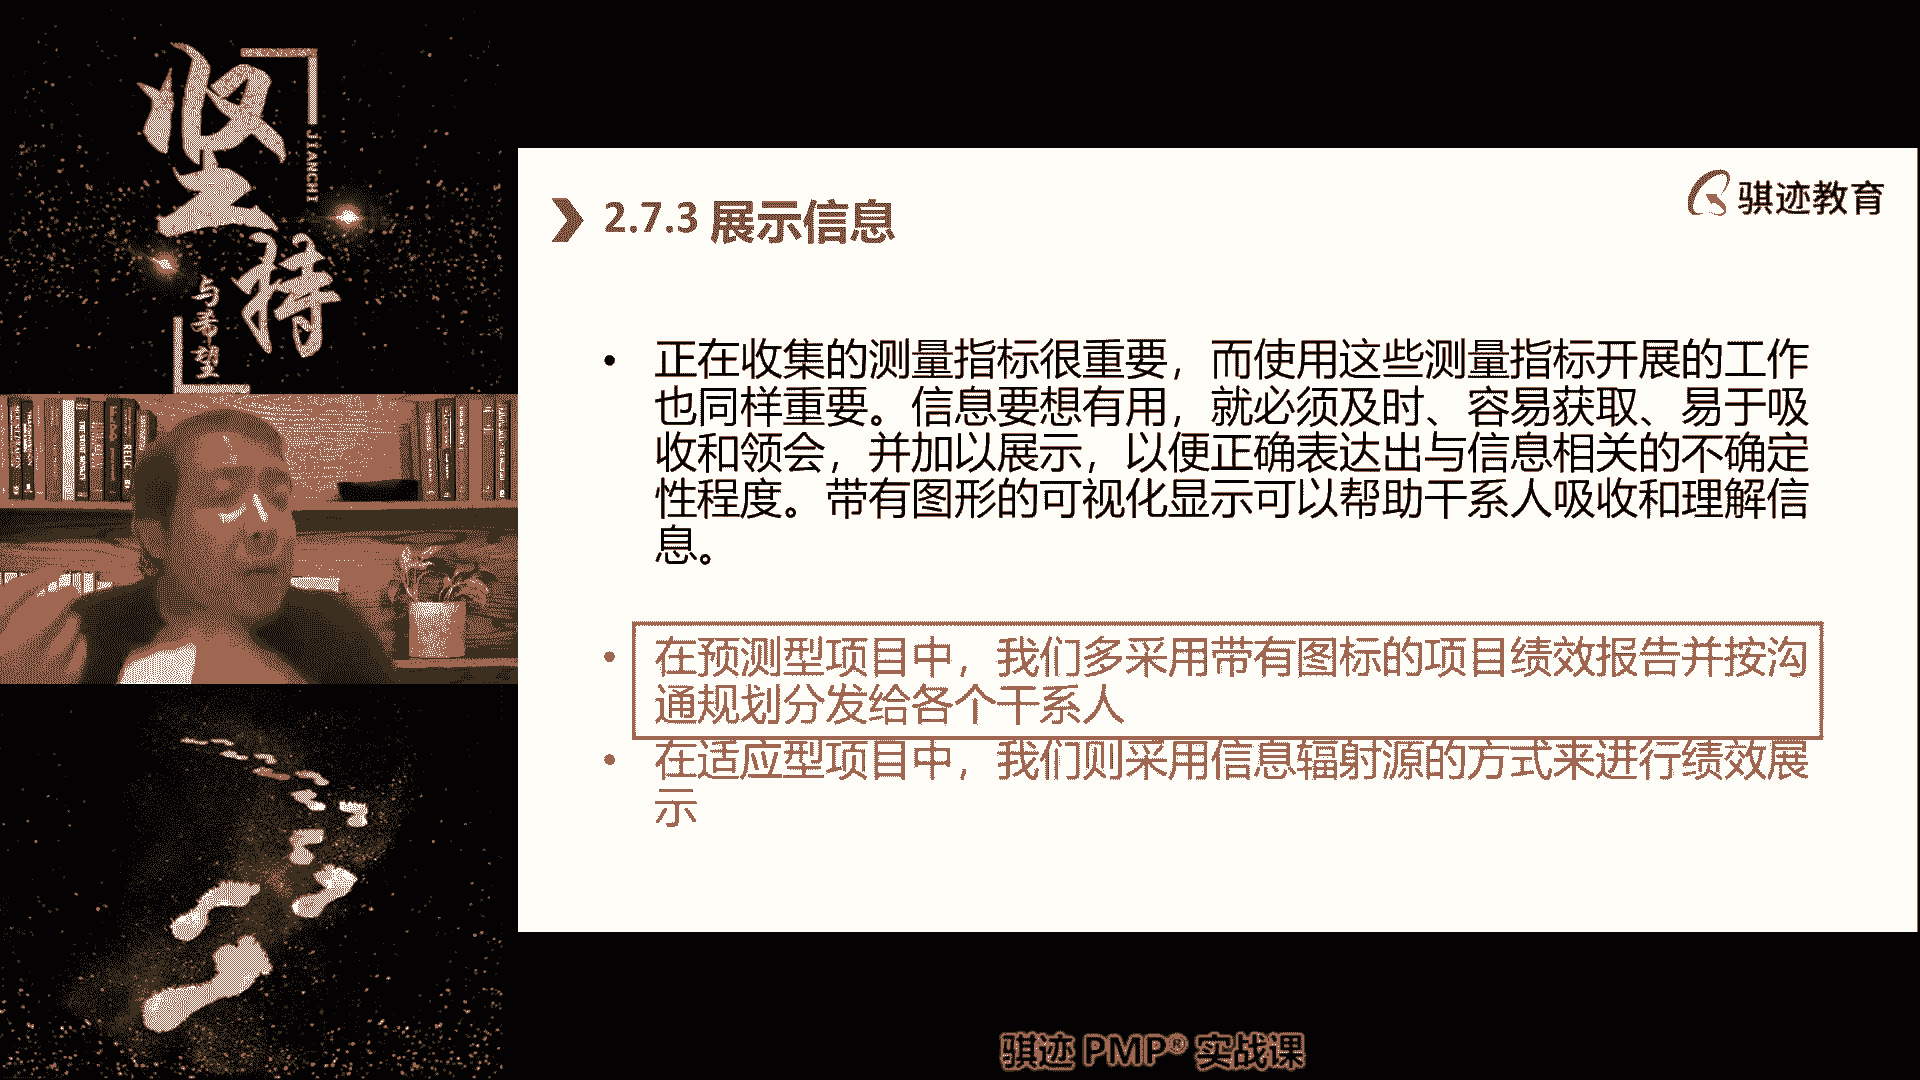 坚持
JIANCHI
与希望
RELIC
骐迹教育
2.7.3 展示信息
• 正在收集的测量指标很重要，而使用这些测量指标开展的工作
也同样重要。信息要想有用，就必须及时、容易获取、易于吸
收和领会，并加以展示，以便正确表达出与信息相关的不确定
性程度。带有图形的可视化显示可以帮助干系人吸收和理解信
息。
• 在预测型项目中，我们多采用带有图标的项目绩效报告并按沟
通规划分发给各个干系人
• 在适应型项目中，我们则采用信息辐射源的方式来进行绩效展
示
骐迹 PMP® 实战课